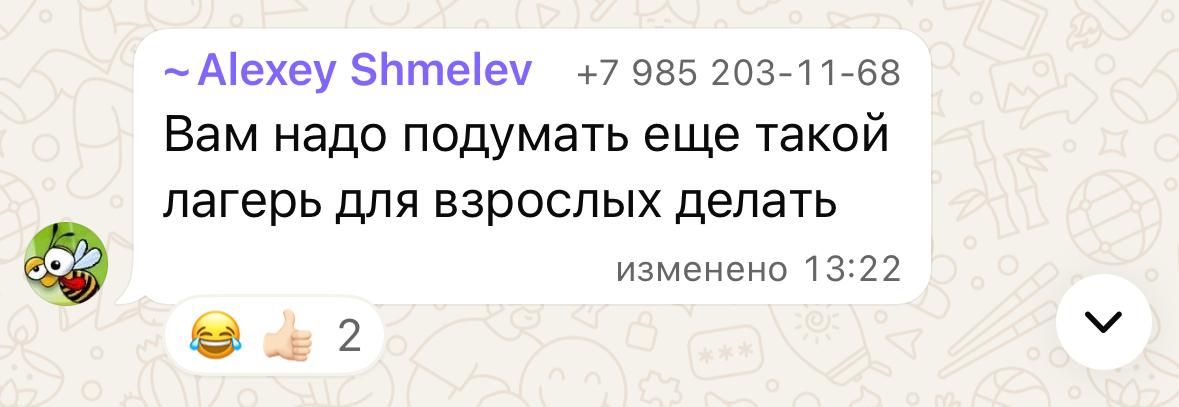 ~ Alexey Shmelev +7 985 203-11-68
Вам надо подумать еще такой
лагерь для взрослых делать
изменено 13:22
😂 👍🏻 2